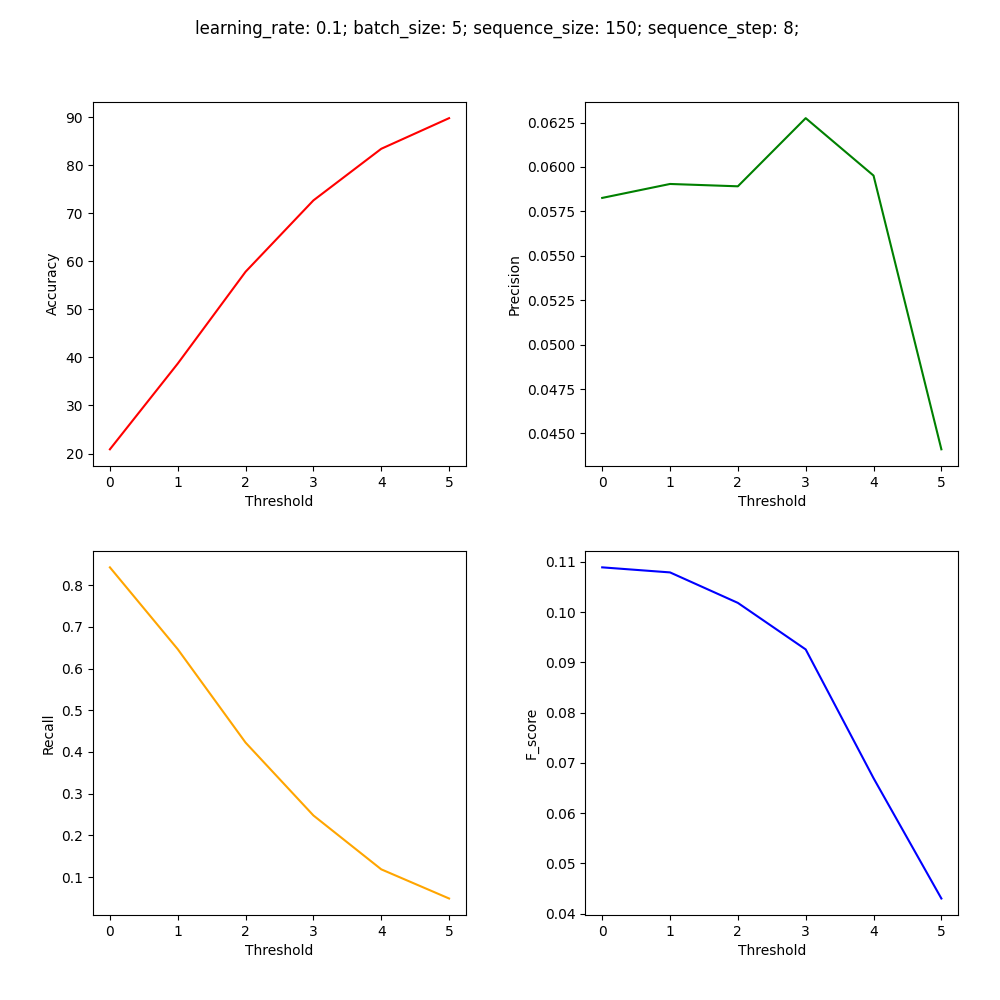 learning_rate: 0.1; batch_size: 5; sequence_size: 150; sequence_step: 8;
90
80
70
60
50
40
30
20
Accuracy
0 1 2 3 4 5
Threshold
0.0625
0.0600
0.0575
0.0550
0.0525
0.0500
0.0475
0.0450
Precision
0 1 2 3 4 5
Threshold
0.8
0.7
0.6
0.5
0.4
0.3
0.2
0.1
Recall
0 1 2 3 4 5
Threshold
0.11
0.10
0.09
0.08
0.07
0.06
0.05
0.04
F_score
0 1 2 3 4 5
Threshold